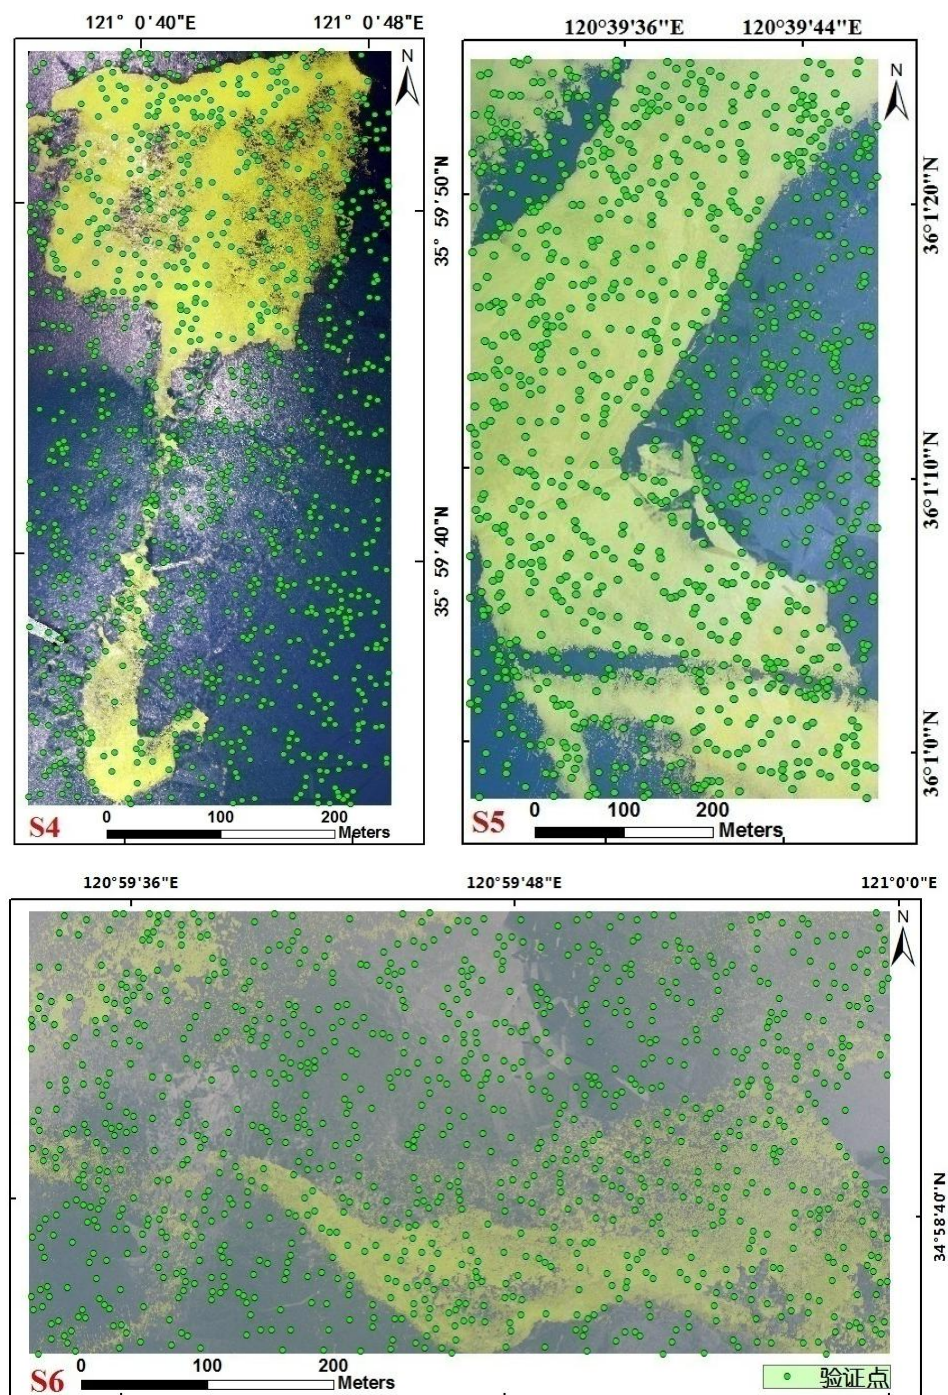 121° 0'40"E 121° 0'48"E
N
35° 59'50"N
35° 59'40"N
S4
0 100 200 Meters
120°39'36"E 120°39'44"E
N
36°1'20"N
36°1'10"N
36°1'0"N
S5
0 100 200 Meters
120°59'36"E 120°59'48"E 121°0'0"E
N
34°58'40"N
S6
0 100 200 Meters
验证点